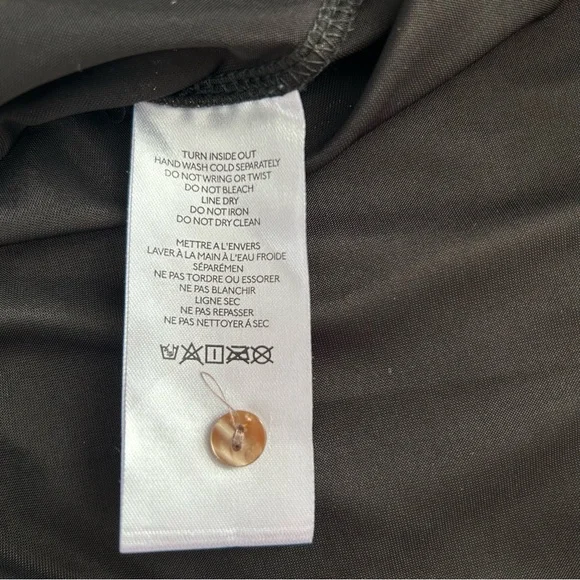 TURN INSIDE OUT
HAND WASH COLD SEPARATELY
DO NOT WRING OR TWIST
DO NOT BLEACH
LINE DRY
DO NOT IRON
DO NOT DRY CLEAN
METTRE A L'ENVERS
LAVER À LA MAIN À L'EAU FROIDE
SÉPARÉMEN
NE PAS TORDRE OU ESSORER
NE PAS BLANCHIR
LIGNE SEC
NE PAS REPASSER
NE PAS NETTOYER Á SEC